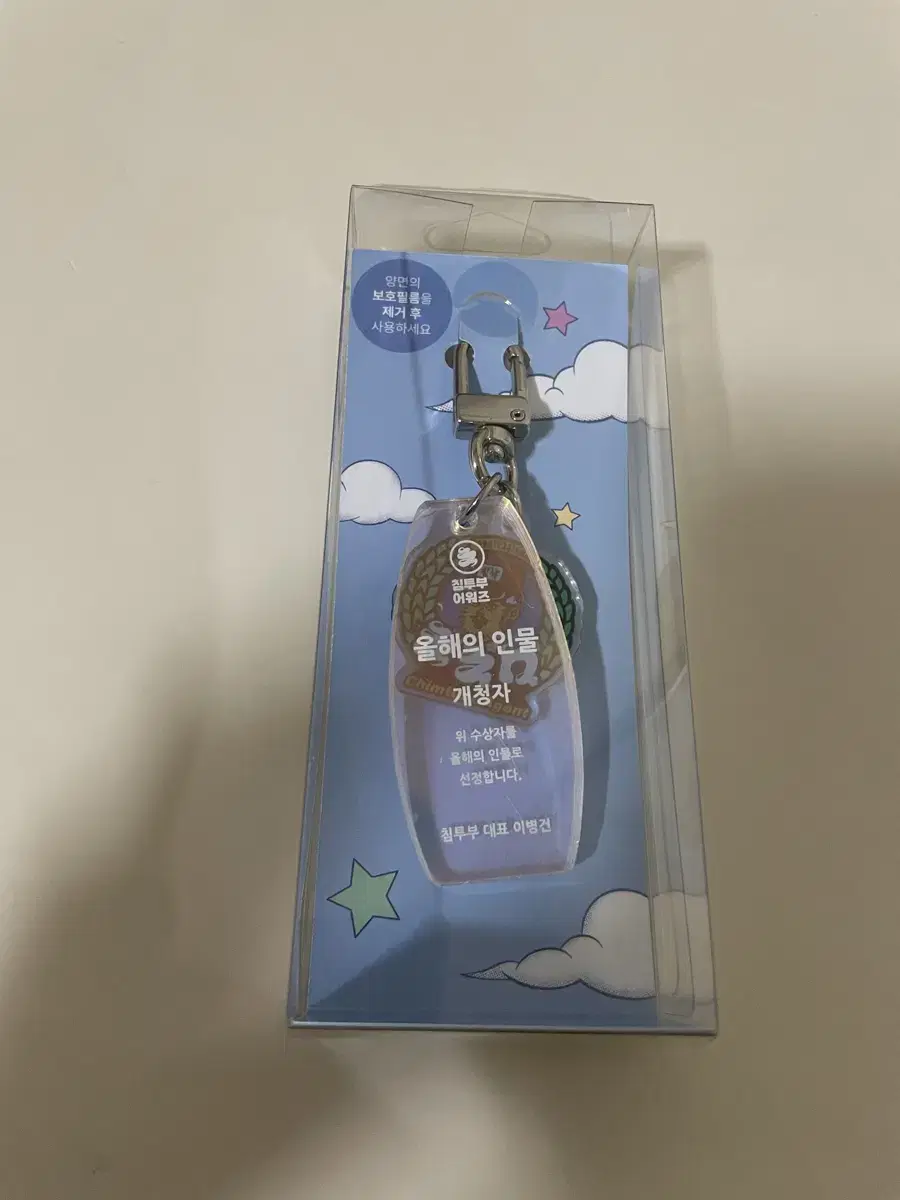 양면의
보호필름을
제거 후
사용하세요
침투부
어워즈
올해의 인물
개청자
위 수상자를
올해의 인물로
선정합니다.
침투부 대표 이병건